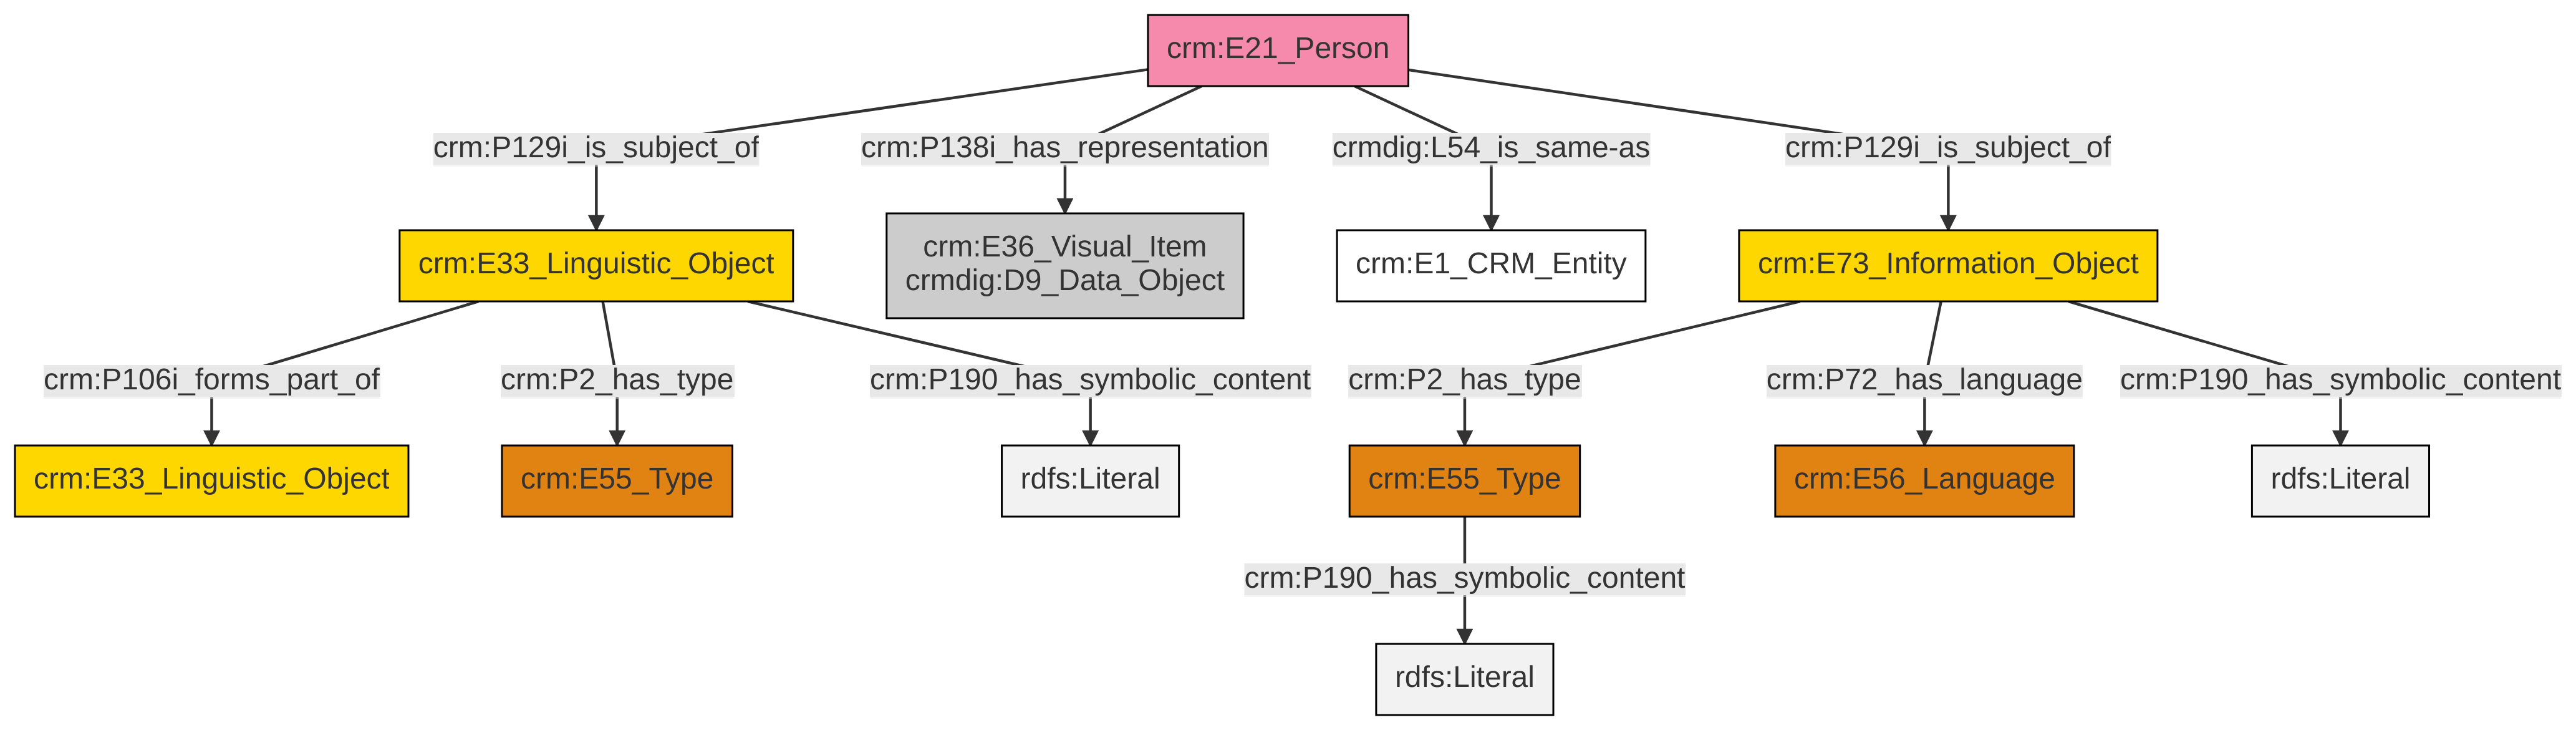 crm:E21_Person
crm:P129i_is_subject_of
crm:P138i_has_representation
crmdig:L54_is_same-as
crm:P129i_is_subject_of
crm:E33_Linguistic_Object
crm:E36_Visual_Item
crmdig:D9_Data_Object
crm:E1_CRM_Entity
crm:E73_Information_Object
crm:P106i_forms_part_of
crm:P2_has_type
crm:P190_has_symbolic_content
crm:P2_has_type
crm:P72_has_language
crm:P190_has_symbolic_content
crm:E33_Linguistic_Object
crm:E55_Type
rdfs:Literal
crm:E55_Type
crm:E56_Language
rdfs:Literal
crm:P190_has_symbolic_content
rdfs:Literal